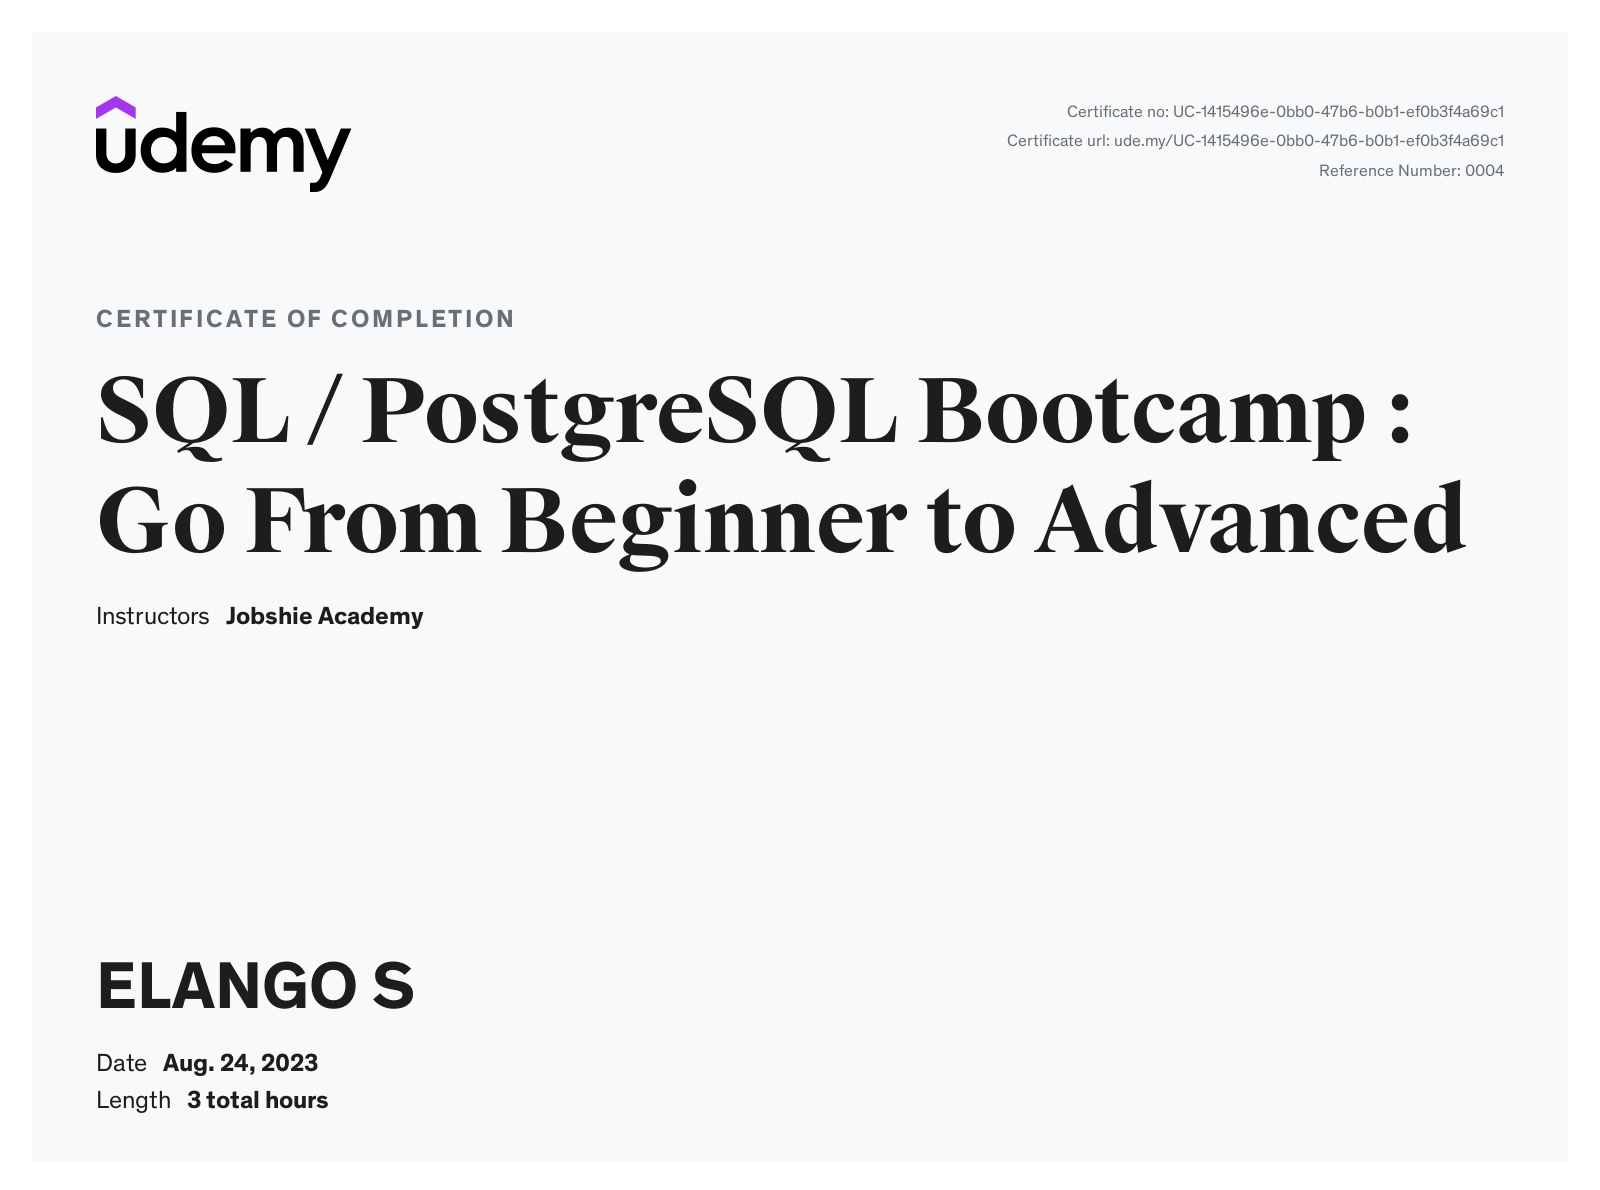 udemy
Certificate no: UC-1415496e-0bb0-47b6-b0b1-ef0b3f4a69c1
Certificate url: ude.my/UC-1415496e-0bb0-47b6-b0b1-ef0b3f4a69c1
Reference Number: 0004
CERTIFICATE OF COMPLETION
SQL / PostgreSQL Bootcamp :
Go From Beginner to Advanced
Instructors Jobshie Academy
ELANGO S
Date Aug. 24, 2023
Length 3 total hours